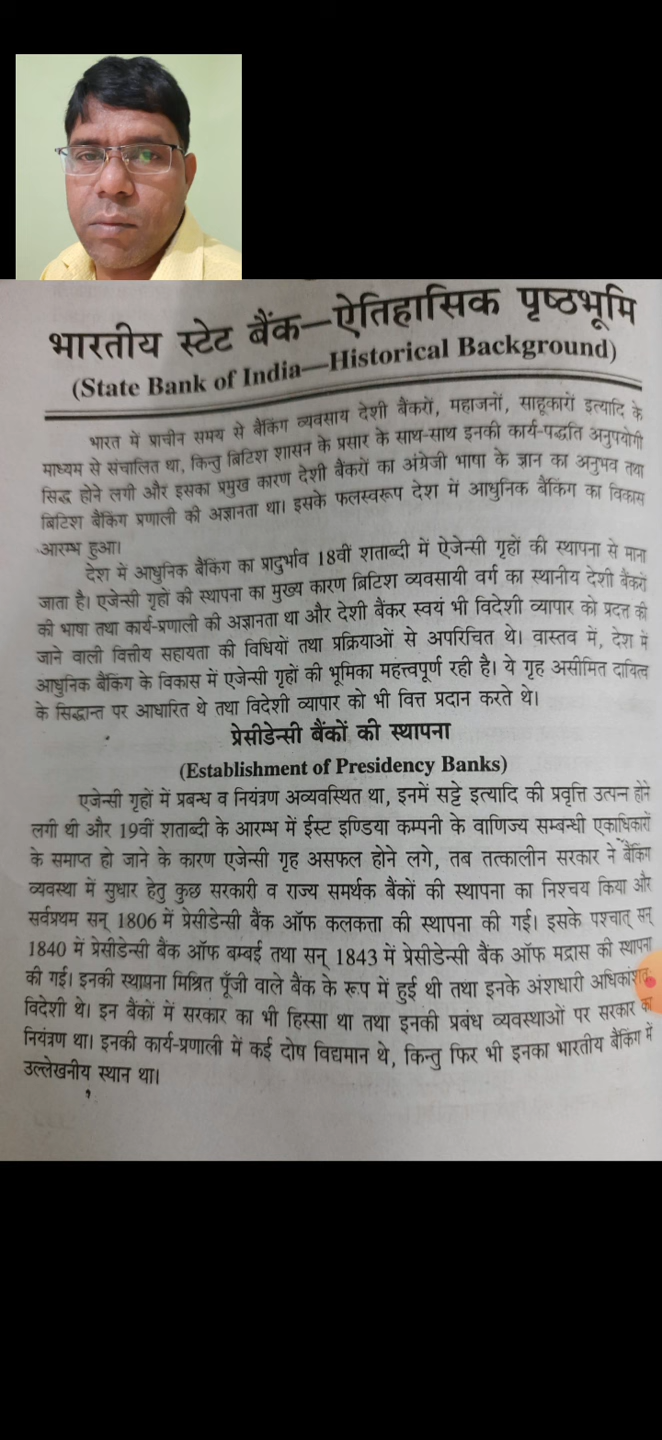 भारतीय स्टेट बैंक—ऐतिहासिक पृष्ठभूमि
(State Bank of India—Historical Background)
भारत में प्राचीन समय से बैंकिंग व्यवसाय देशी बैंकरों, महाजनों, साहूकारों इत्यादि के
माध्यम से संचालित था, किन्तु ब्रिटिश शासन के प्रसार के साथ-साथ इनकी कार्य-पद्धति अनुपयोगी
सिद्ध होने लगी और इसका प्रमुख कारण देशी बैंकरों का अंग्रेजी भाषा के ज्ञान का अनुभव तथा
ब्रिटिश बैंकिंग प्रणाली की अज्ञानता था। इसके फलस्वरूप देश में आधुनिक बैंकिंग का विकास
आरम्भ हुआ।
देश में आधुनिक बैंकिंग का प्रादुर्भाव 18वीं शताब्दी में ऐजेन्सी गृहों की स्थापना से माना
जाता है। एजेन्सी गृहों की स्थापना का मुख्य कारण ब्रिटिश व्यवसायी वर्ग का स्थानीय देशी बैंकरों
की भाषा तथा कार्य-प्रणाली की अज्ञानता था और देशी बैंकर स्वयं भी विदेशी व्यापार को प्रदत्त की
जाने वाली वित्तीय सहायता की विधियों तथा प्रक्रियाओं से अपरिचित थे। वास्तव में, देश में
आधुनिक बैंकिंग के विकास में एजेन्सी गृहों की भूमिका महत्त्वपूर्ण रही है। ये गृह असीमित दायित्व
के सिद्धान्त पर आधारित थे तथा विदेशी व्यापार को भी वित्त प्रदान करते थे।
प्रेसीडेन्सी बैंकों की स्थापना
(Establishment of Presidency Banks)
एजेन्सी गृहों में प्रबन्ध व नियंत्रण अव्यवस्थित था, इनमें सट्टे इत्यादि की प्रवृत्ति उत्पन्न होने
लगी थी और 19वीं शताब्दी के आरम्भ में ईस्ट इण्डिया कम्पनी के वाणिज्य सम्बन्धी एकाधिकारों
के समाप्त हो जाने के कारण एजेन्सी गृह असफल होने लगे, तब तत्कालीन सरकार ने बैंकिंग
व्यवस्था में सुधार हेतु कुछ सरकारी व राज्य समर्थक बैंकों की स्थापना का निश्चय किया और
सर्वप्रथम सन् 1806 में प्रेसीडेन्सी बैंक ऑफ कलकत्ता की स्थापना की गई। इसके पश्चात् सन्
1840 में प्रेसीडेन्सी बैंक ऑफ बम्बई तथा सन् 1843 में प्रेसीडेन्सी बैंक ऑफ मद्रास की स्थापना
की गई। इनकी स्थापना मिश्रित पूँजी वाले बैंक के रूप में हुई थी तथा इनके अंशधारी अधिकांशतः
विदेशी थे। इन बैंकों में सरकार का भी हिस्सा था तथा इनकी प्रबंध व्यवस्थाओं पर सरकार का
नियंत्रण था। इनकी कार्य-प्रणाली में कई दोष विद्यमान थे, किन्तु फिर भी इनका भारतीय बैंकिंग में
उल्लेखनीय स्थान था।